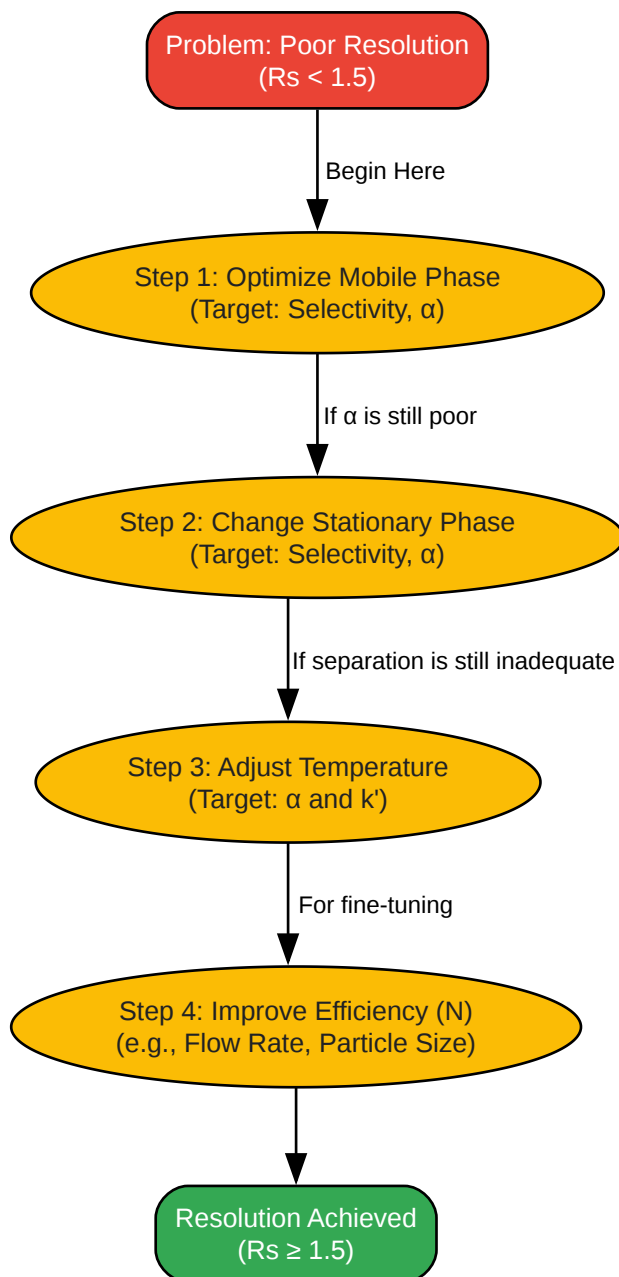 Problem: Poor Resolution
(Rs < 1.5)
Begin Here
Step 1: Optimize Mobile Phase
(Target: Selectivity, α)
If α is still poor
Step 2: Change Stationary Phase
(Target: Selectivity, α)
If separation is still inadequate
Step 3: Adjust Temperature
(Target: α and k')
For fine-tuning
Step 4: Improve Efficiency (N)
(e.g., Flow Rate, Particle Size)
Resolution Achieved
(Rs ≥ 1.5)